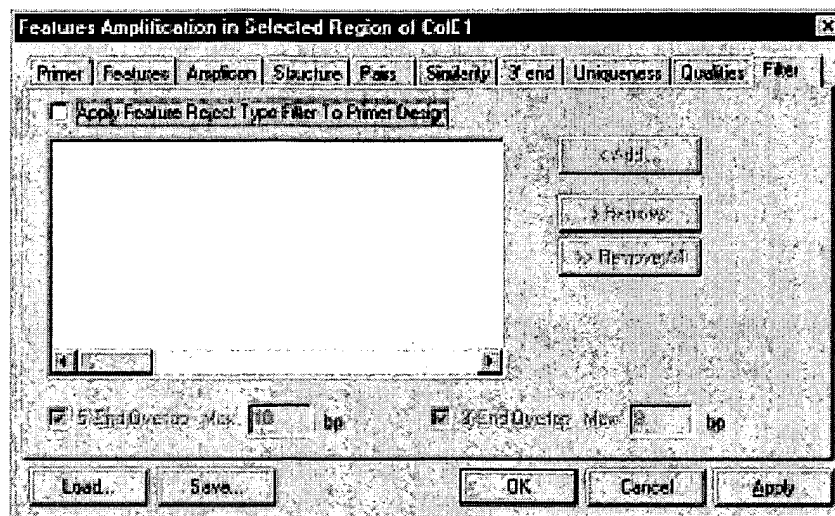 Features Amplification in Selected Region of ColE1
Primer Features Amplicon Structure Pairs Similarity 3' end Uniqueness Qualities Filter
Apply Feature Reject Type Filter To Primer Design
< Add...
> Remove
>> Remove All
5' End Overlap Max 10 bp 3' End Overlap Max bp
Load... Save... OK Cancel Apply